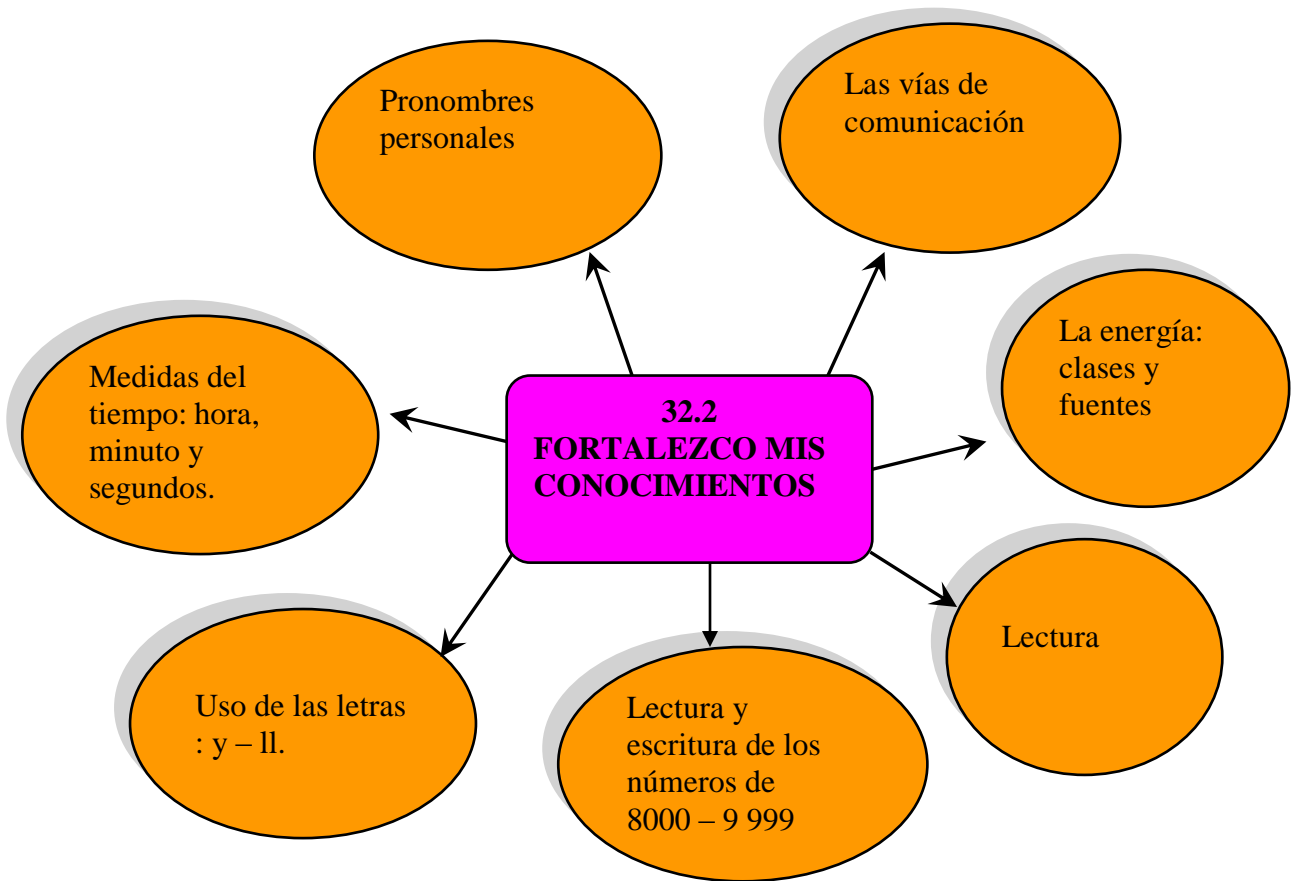 Pronombres
personales
Las vías de
comunicación
La energía:
clases y
fuentes
Medidas del
tiempo: hora,
minuto y
segundos.
32.2
FORTALEZCO MIS
CONOCIMIENTOS
Lectura
Uso de las letras
: y – ll.
Lectura y
escritura de los
números de
8000 – 9 999